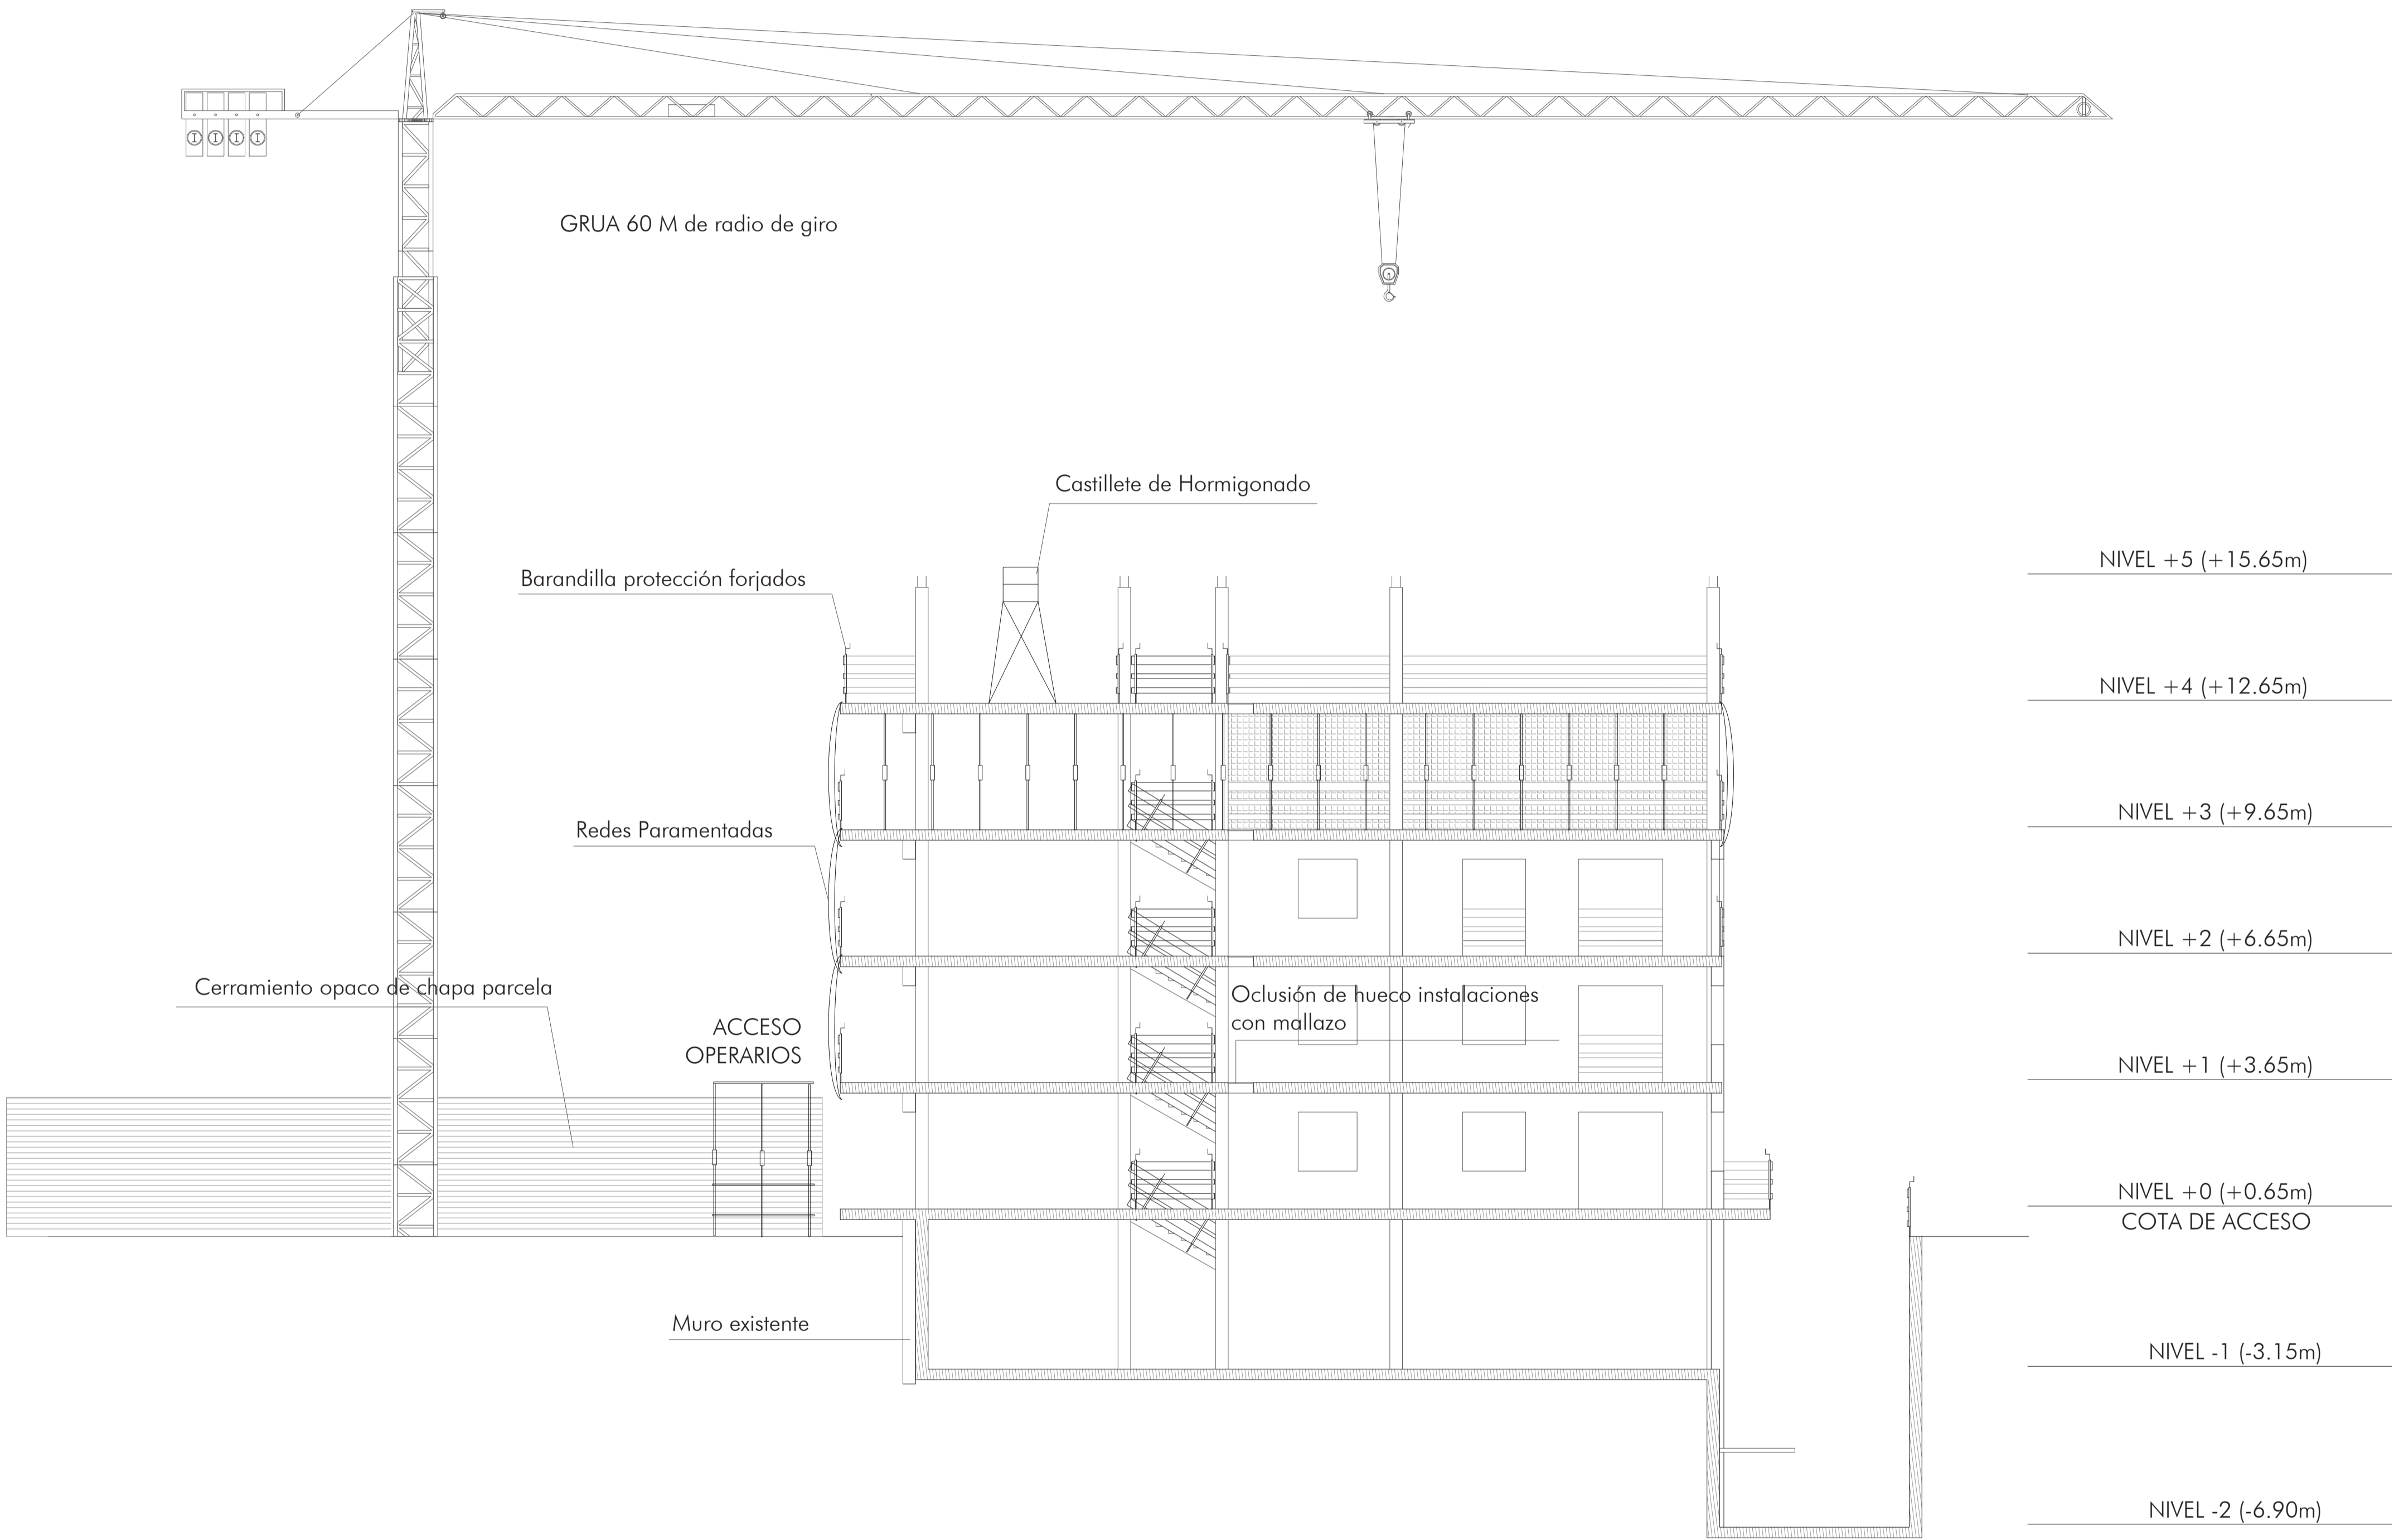 GRUA 60 M de radio de giro
Castillete de Hormigonado
NIVEL +5 (+15.65m)
Barandilla protección forjados
NIVEL +4 (+12.65m)
NIVEL +3 (+9.65m)
Redes Paramentadas
NIVEL +2 (+6.65m)
Cerramiento opaco de chapa parcela
Oclusión de hueco instalaciones
con mallazo
ACCESO
OPERARIOS
NIVEL +1 (+3.65m)
NIVEL +0 (+0.65m)
COTA DE ACCESO
Muro existente
NIVEL -1 (-3.15m)
NIVEL -2 (-6.90m)